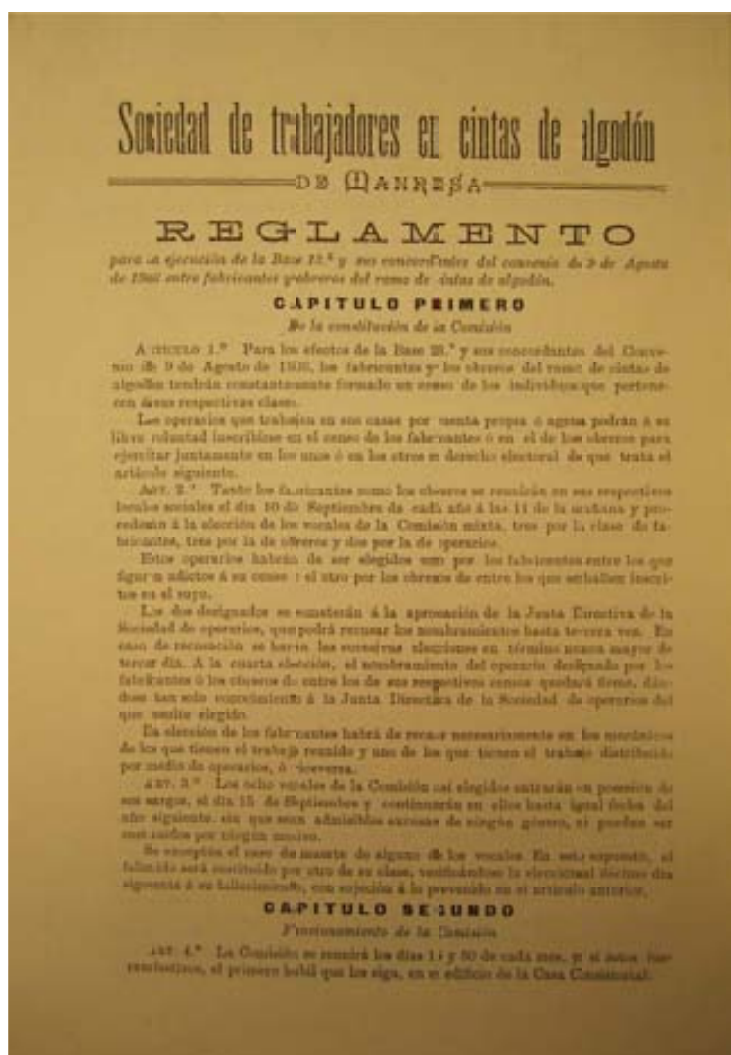 Sociedad de trabajadores en cintas de algodón
DE MANRESA
REGLAMENTO
para la ejecución de la Base 12.ª y sus concordantes del convenio de 9 de Agosto
de entre fabricantes y obreros del ramo de cintas de algodón.
CAPITULO PRIMERO
De la constitución de la Comisión
ARTÍCULO 1.º Para los efectos de la Base y sus concordantes del Conve-
nio de 9 de Agosto de los fabricantes y los obreros del ramo de cintas de
algodón tendrán constantemente formado un censo de los individuos que pertene-
cen á sus respectivas clases.
Los operarios que trabajen en sus casas por cuenta propia ó agena podrán á su
libre voluntad inscribirse en el censo de los fabricantes ó en el de los obreros para
ejercitar juntamente en los unos ó en los otros el derecho electoral de que trata el
artículo siguiente.
ART. 2.º Tanto los fabricantes como los obreros se reunirán en sus respectivos
locales sociales el día 10 de Septiembre de cada año á las 11 de la mañana y pro-
cederán á la elección de los vocales de la Comisión mixta, tres por la clase de fa-
bricantes, tres por la de obreros y dos por la de operarios.
Estos operarios habrán de ser elegidos uno por los fabricantes entre los que
figuren adictos á su censo y el otro por los obreros de entre los que se hallen inscri-
tos en el suyo.
Los dos designados se someterán á la aprobación de la Junta Directiva de la
Sociedad de operarios, que podrá recusar los nombramientos hasta tercera vez. En
caso de recusación se harán las sucesivas elecciones en término nunca mayor de
tercer día. A la cuarta elección, el nombramiento del operario designado por los
fabricantes ó los obreros de entre los de sus respectivos censos quedará firme, dán-
dose tan solo conocimiento á la Junta Directiva de la Sociedad de operarios del
que resulte elegido.
La elección de los fabricantes habrá de recaer necesariamente en los
de los que tienen el trabajo reunido y uno de los que tienen el trabajo distribuido
por medio de operarios, ó viceversa.
ART. 3.º Los ocho vocales de la Comisión así elegidos entrarán en posesión de
sus cargos, el día 15 de Septiembre y continuarán en ellos hasta igual fecha del
año siguiente, sin que sean admisibles excusas de ningún género, ni puedan ser
por ningún motivo.
Se exceptúa el caso de muerte de alguno de los vocales. En este supuesto, el
fallecido será sustituido por otro de su clase, verificándose la elección al décimo día
siguiente á su fallecimiento, con sujeción á lo prevenido en el artículo anterior.
CAPITULO SEGUNDO
Funcionamiento de la Comisión
ART. 4.º La Comisión se reunirá los días y 30 de cada mes, y si
el primero hábil que les siga, en el edificio de la Casa Consistorial.